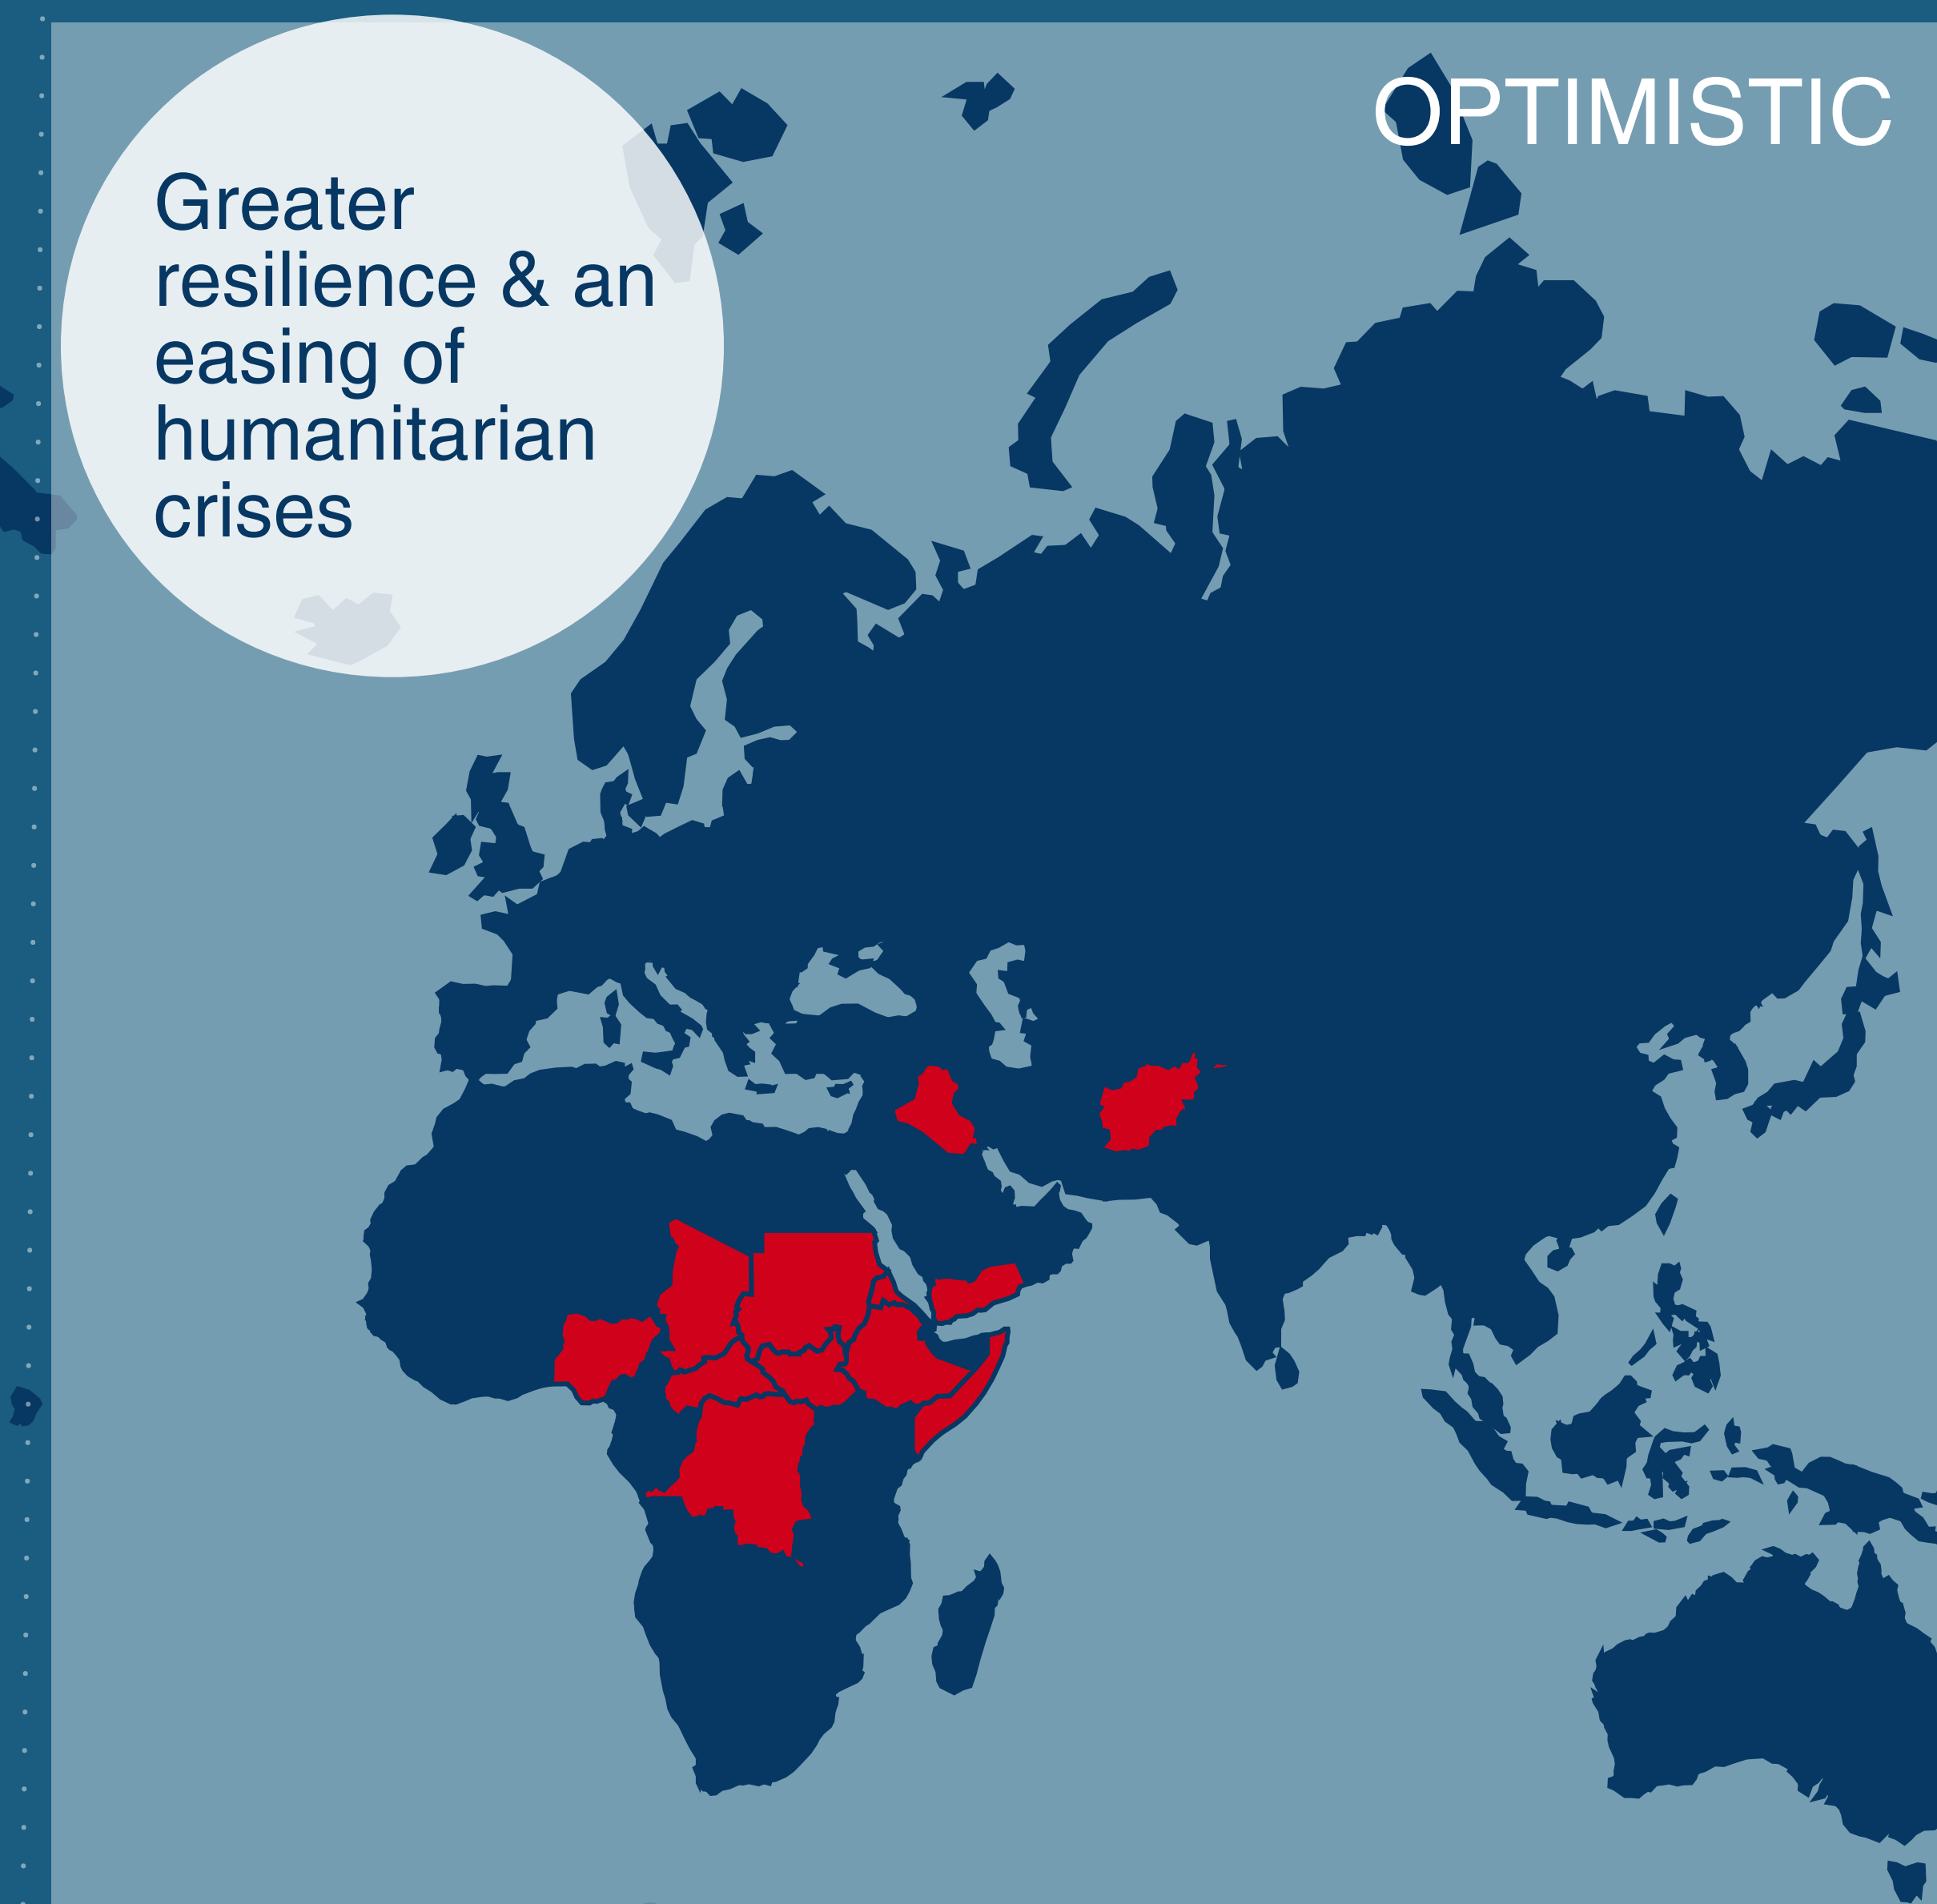 OPTIMISTIC
Greater
resilience & an
easing of
humanitarian
crises